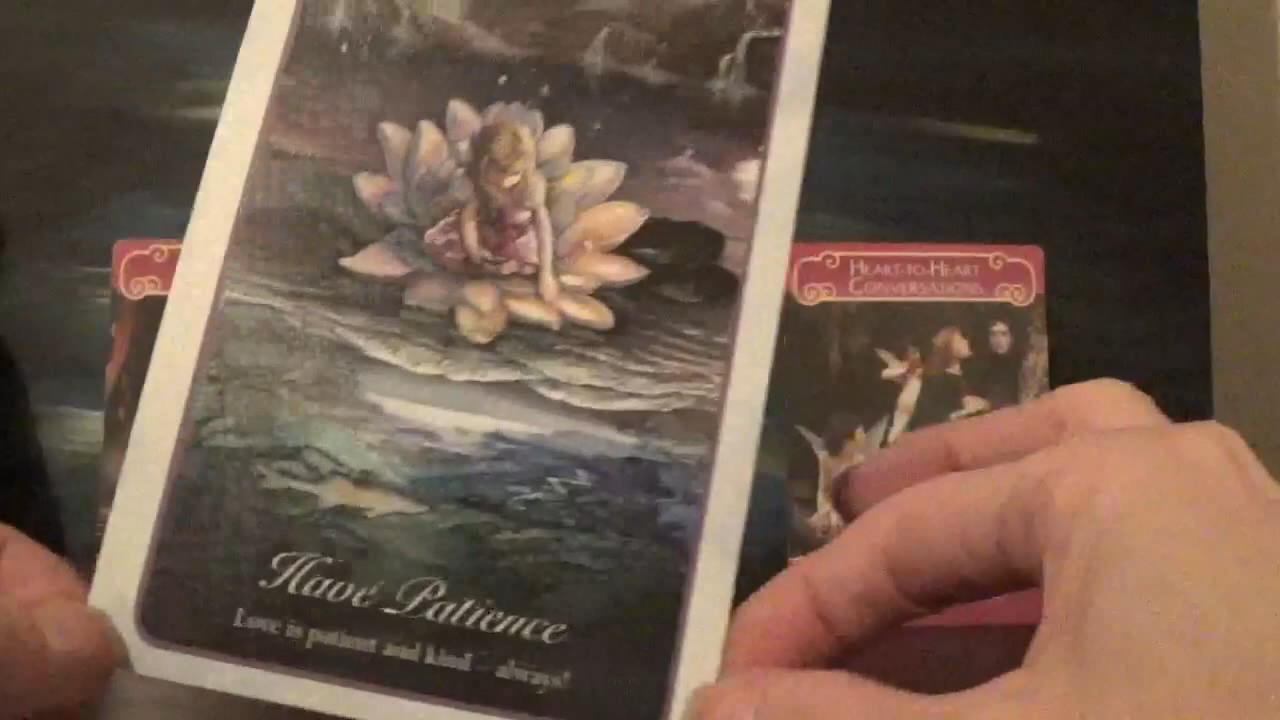 HEART-TO-HEART
CONVERSATIONS
Have Patience
Love is patient and kind - always!